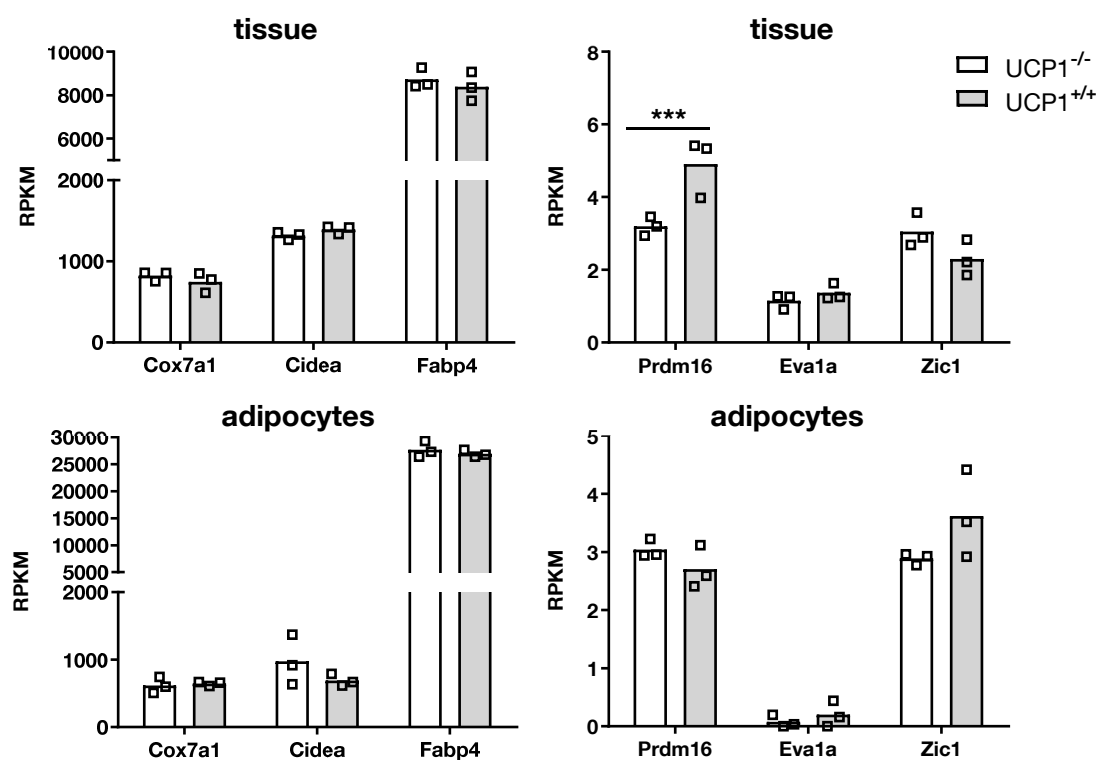 tissue
10000
8000
6000
2000
1000
0
RPKM
Cox7a1 Cidea Fabp4
tissue
8
6
4
2
0
RPKM
***
Prdm16 Eva1a Zic1
UCP1-/-
UCP1+/+
adipocytes
30000
25000
20000
15000
10000
5000
2000
1000
0
RPKM
Cox7a1 Cidea Fabp4
adipocytes
5
4
3
2
1
0
RPKM
Prdm16 Eva1a Zic1